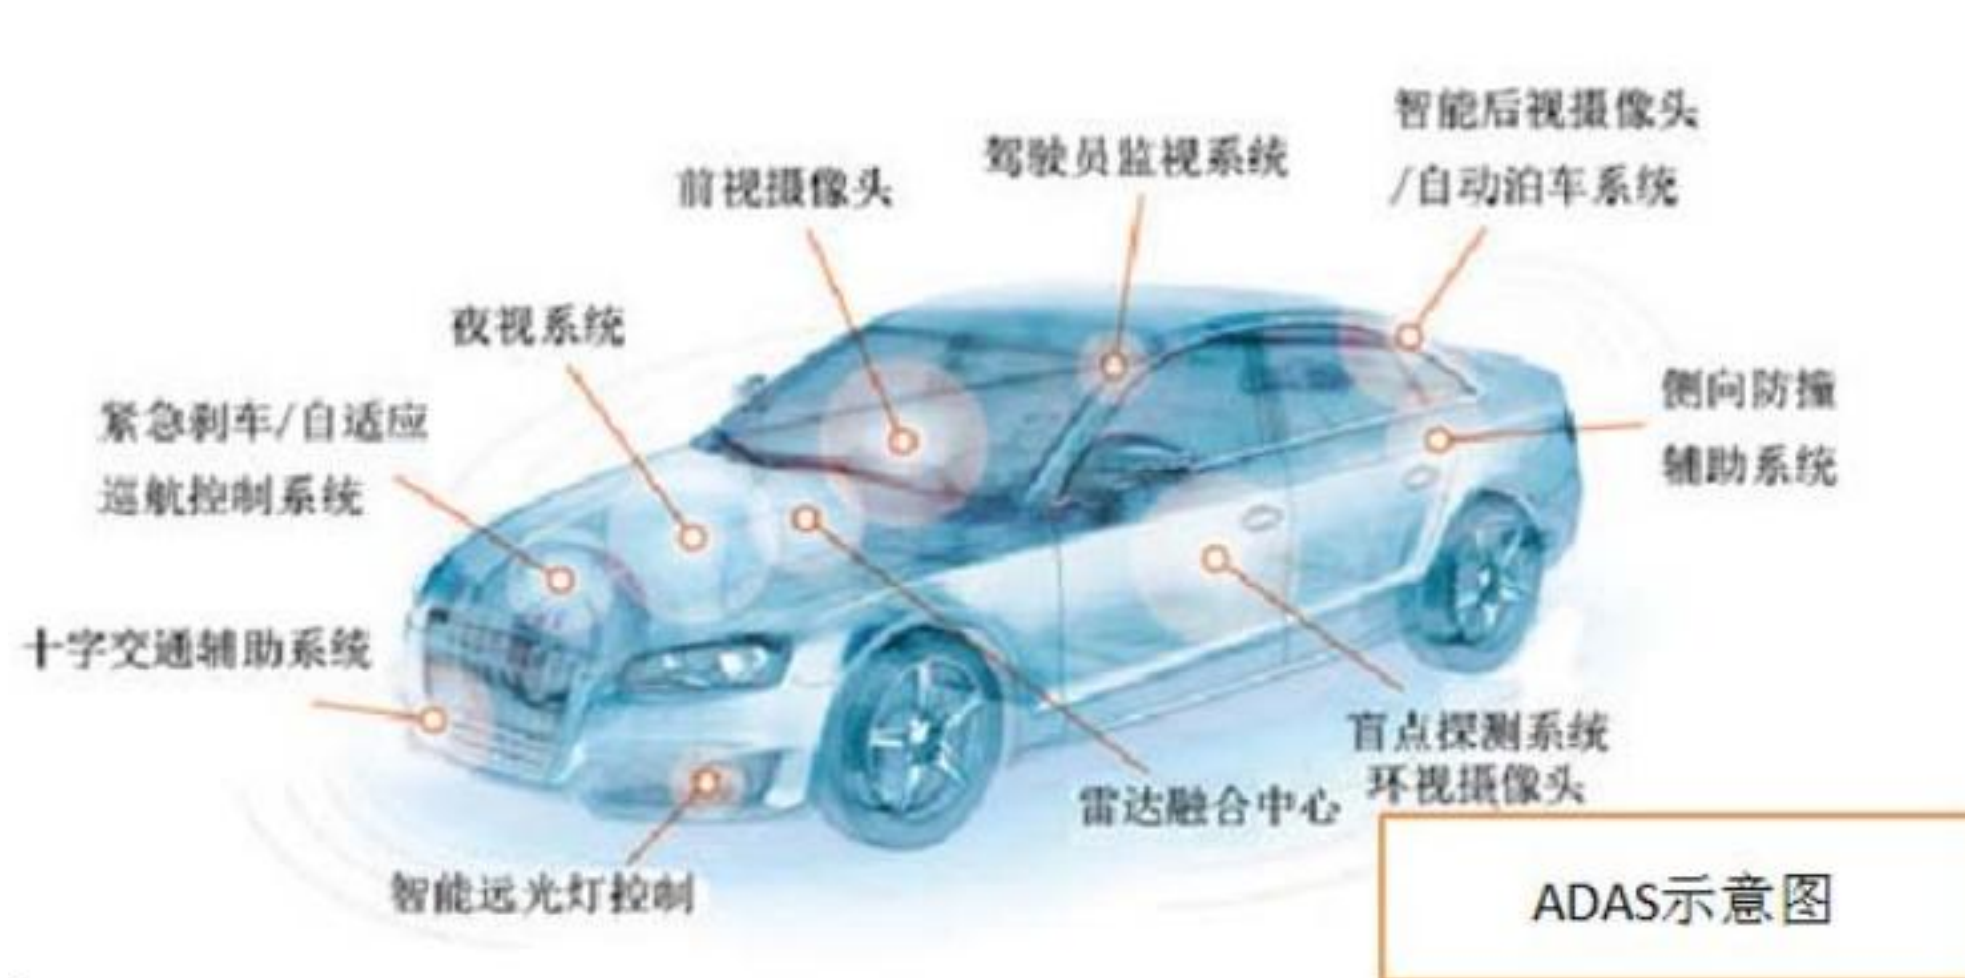 智能后视摄像头
/自动泊车系统
驾驶员监视系统
前视摄像头
夜视系统
紧急刹车/自适应
巡航控制系统
侧向防撞
辅助系统
十字交通辅助系统
盲点探测系统
环视摄像头
雷达融合中心
智能远光灯控制
ADAS示意图